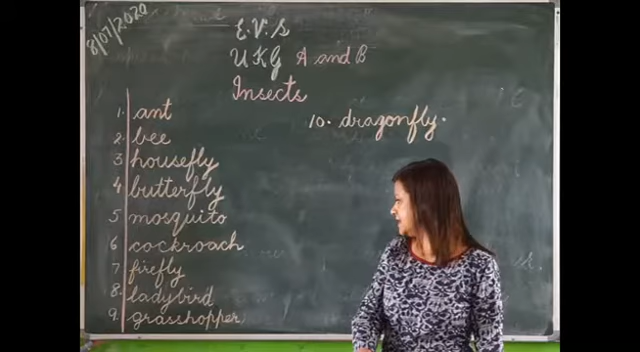 8/07/2020
E.V.S
UKG A and B
Insects
1. ant
2. bee
3 housefly
4 butterfly
5 mosquito
6 cockroach
7 firefly
8. ladybird
9. grasshopper
10. dragonfly.